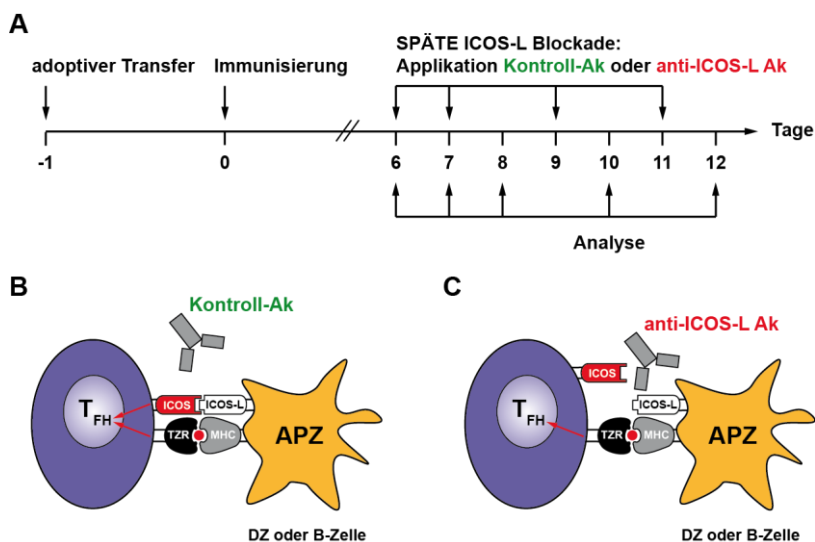 A
SPÄTE ICOS-L Blockade:
adoptiver Transfer Immunisierung Applikation Kontroll-Ak oder anti-ICOS-L Ak
Tage
-1 0 6 7 8 9 10 11 12
Analyse
B
Kontroll-Ak
ICOS ICOS-L
TFH
TZR MHC
APZ
DZ oder B-Zelle
C
anti-ICOS-L Ak
ICOS
ICOS-L
TFH
TZR MHC
APZ
DZ oder B-Zelle